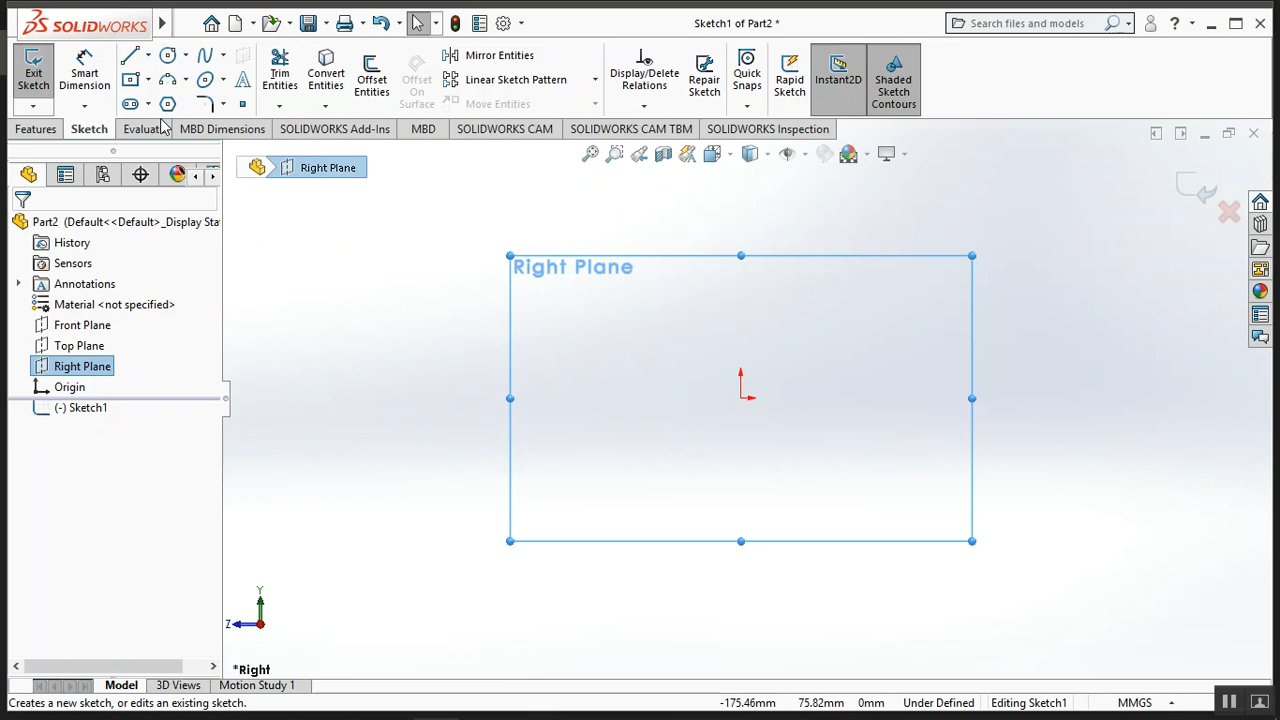 SOLIDWORKS
Sketch1 of Part2 *
Search files and models
?
Exit Sketch
Smart Dimension
Trim Entities
Convert Entities
Offset Entities
Offset On Surface
Mirror Entities
Linear Sketch Pattern
Move Entities
Display/Delete Relations
Repair Sketch
Quick Snaps
Rapid Sketch
Instant2D
Shaded Sketch Contours
Features
Sketch
MBD Dimensions
SOLIDWORKS Add-Ins
MBD
SOLIDWORKS CAM
SOLIDWORKS CAM TBM
SOLIDWORKS Inspection
Right Plane
Part2 (Default<<Default>_Display Sta
History
Sensors
Annotations
Material <not specified>
Front Plane
Top Plane
Right Plane
Origin
(-) Sketch1
Right Plane
Y
Z
*Right
Model
3D Views
Motion Study 1
Creates a new sketch, or edits an existing sketch.
-175.46mm
75.82mm
0mm
Under Defined
Editing Sketch1
MMGS